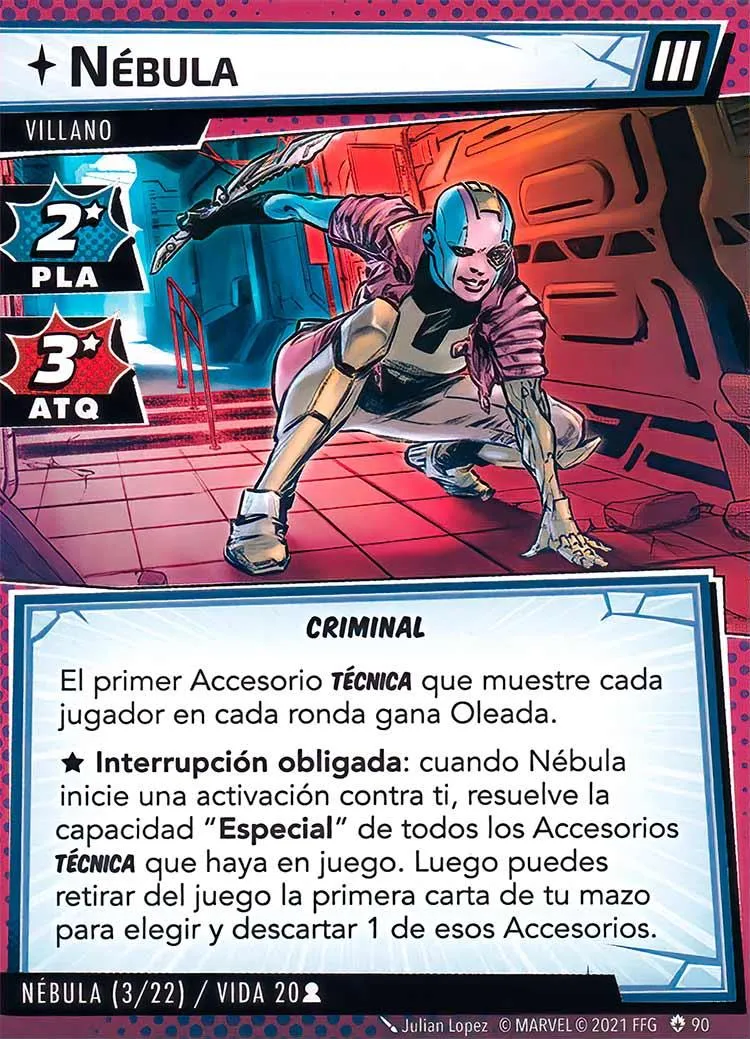 NÉBULA
III
VILLANO
2
PLA
3
ATQ
CRIMINAL
El primer Accesorio TÉCNICA que muestre cada
jugador en cada ronda gana Oleada.
★ Interrupción obligada: cuando Nébula
inicie una activación contra ti, resuelve la
capacidad "Especial" de todos los Accesorios
TÉCNICA que haya en juego. Luego puedes
retirar del juego la primera carta de tu mazo
para elegir y descartar 1 de esos Accesorios.
NÉBULA (3/22) / VIDA 20
Julian Lopez © MARVEL © 2021 FFG 90